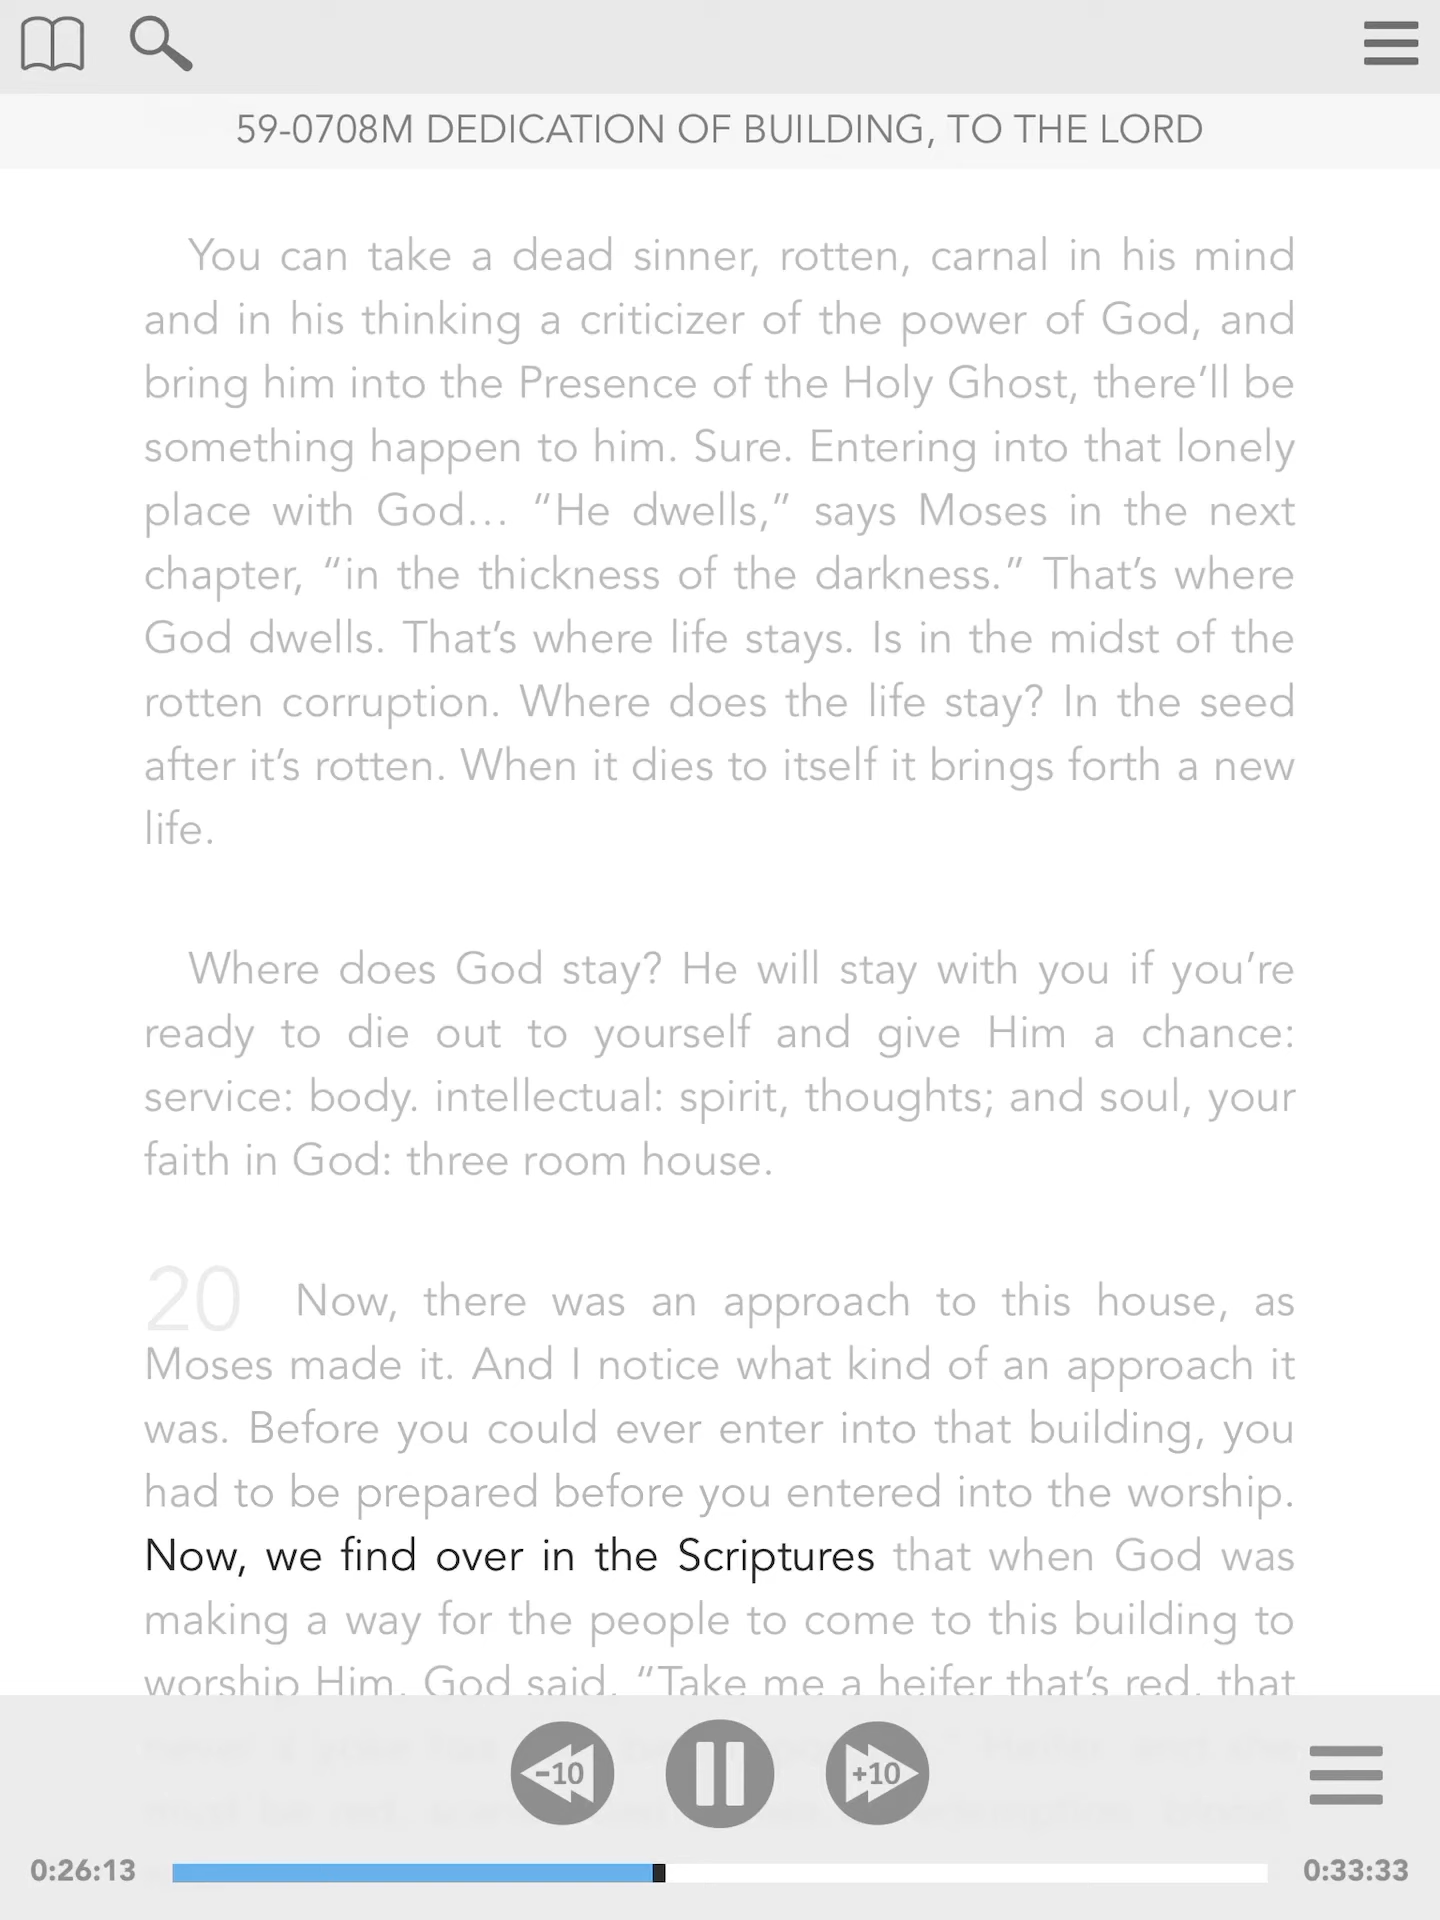 59-0708M DEDICATION OF BUILDING, TO THE LORD
You can take a dead sinner, rotten, carnal in his mind
and in his thinking a criticizer of the power of God, and
bring him into the Presence of the Holy Ghost, there’ll be
something happen to him. Sure. Entering into that lonely
place with God… “He dwells,” says Moses in the next
chapter, “in the thickness of the darkness.” That’s where
God dwells. That’s where life stays. Is in the midst of the
rotten corruption. Where does the life stay? In the seed
after it’s rotten. When it dies to itself it brings forth a new
life.
Where does God stay? He will stay with you if you’re
ready to die out to yourself and give Him a chance:
service: body. intellectual: spirit, thoughts; and soul, your
faith in God: three room house.
20 Now, there was an approach to this house, as
Moses made it. And I notice what kind of an approach it
was. Before you could ever enter into that building, you
had to be prepared before you entered into the worship.
Now, we find over in the Scriptures that when God was
making a way for the people to come to this building to
worship Him. God said, “Take me a heifer that’s red, that
-10 +10
0:26:13 0:33:33